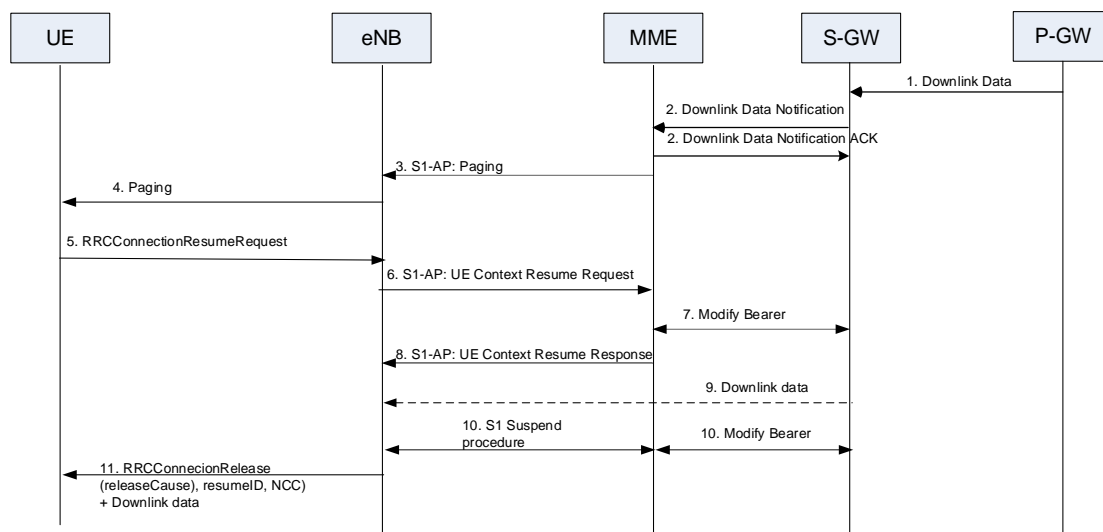 UE
eNB
MME
S-GW
P-GW
1. Downlink Data
2. Downlink Data Notification
2. Downlink Data Notification ACK
3. S1-AP: Paging
4. Paging
5. RRCConnectionResumeRequest
6. S1-AP: UE Context Resume Request
7. Modify Bearer
8. S1-AP: UE Context Resume Response
9. Downlink data
10. S1 Suspend
procedure
10. Modify Bearer
11. RRCConnecionRelease
(releaseCause), resumeID, NCC)
+ Downlink data